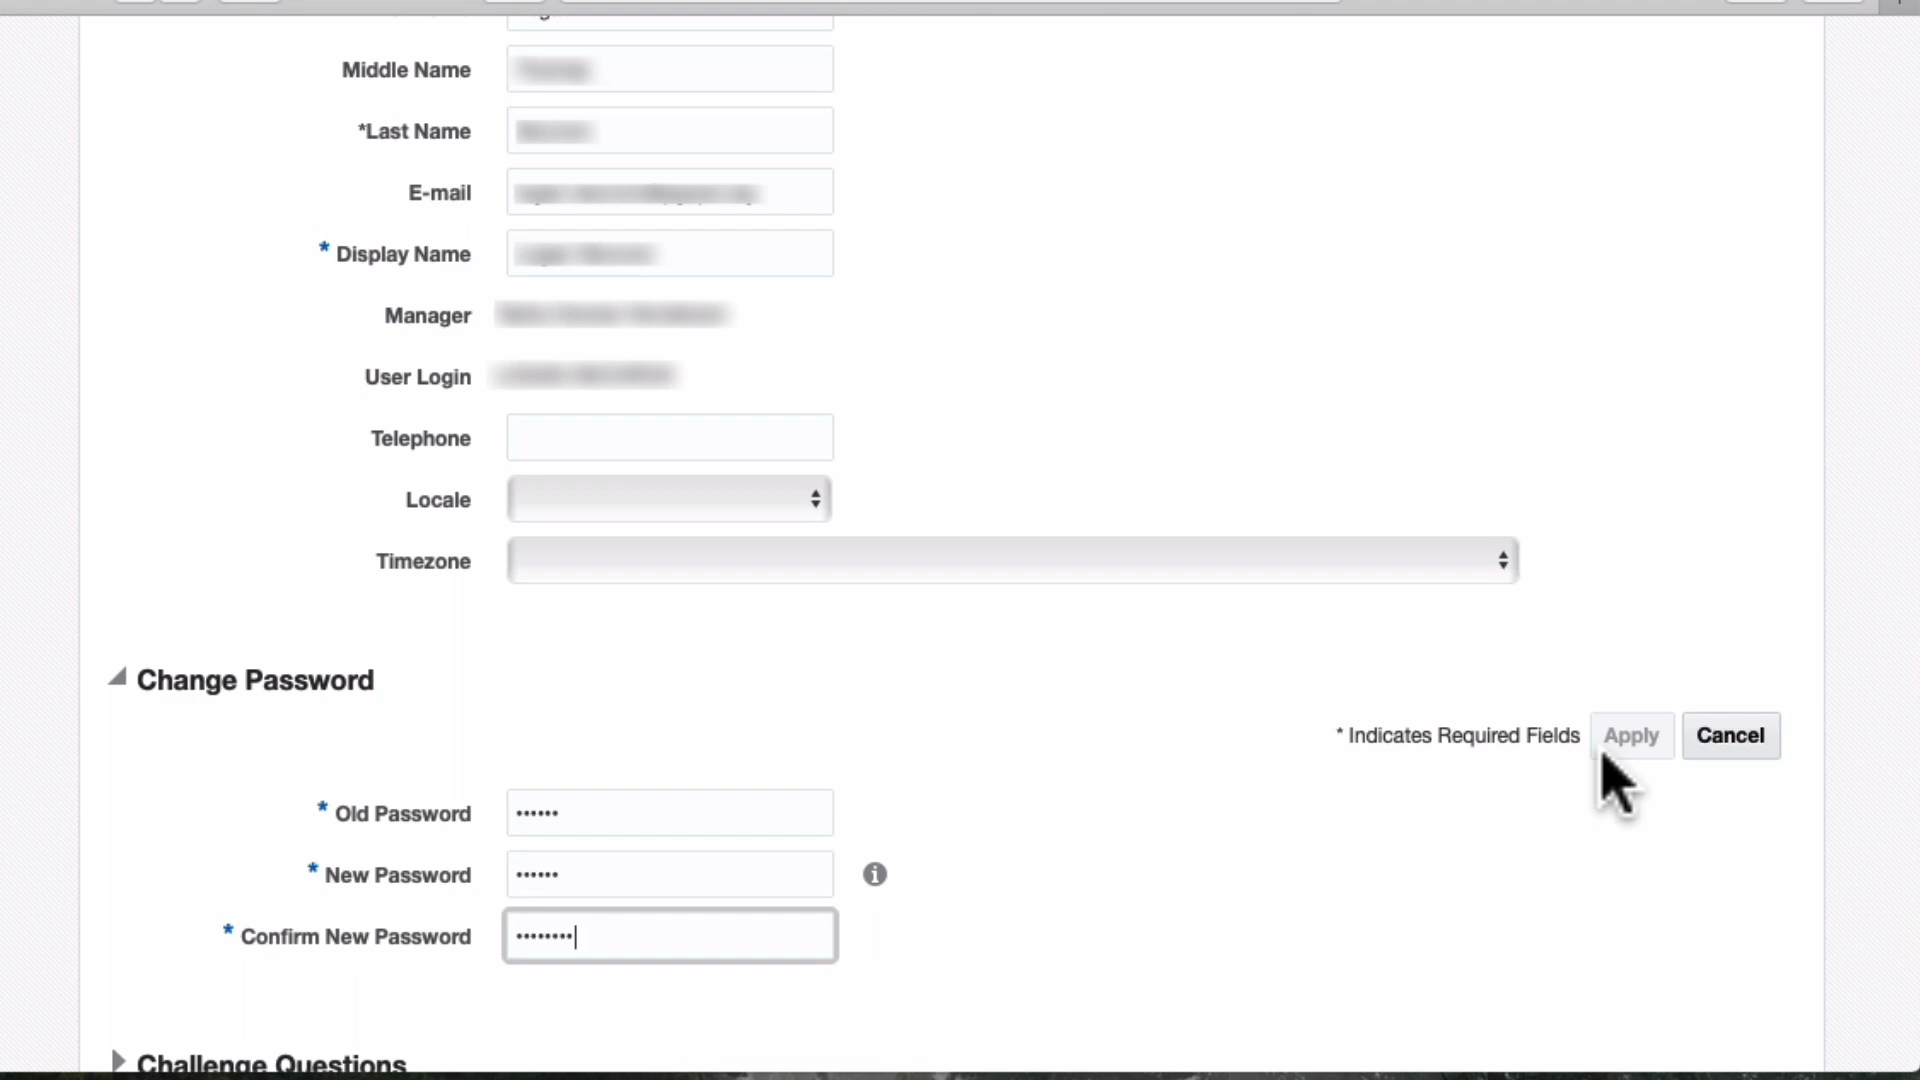 Middle Name
*Last Name
E-mail
* Display Name
Manager
User Login
Telephone
Locale
Timezone
Change Password
* Indicates Required Fields Apply Cancel
* Old Password ••••••
* New Password ••••••
* Confirm New Password ••••••••
Challenge Questions